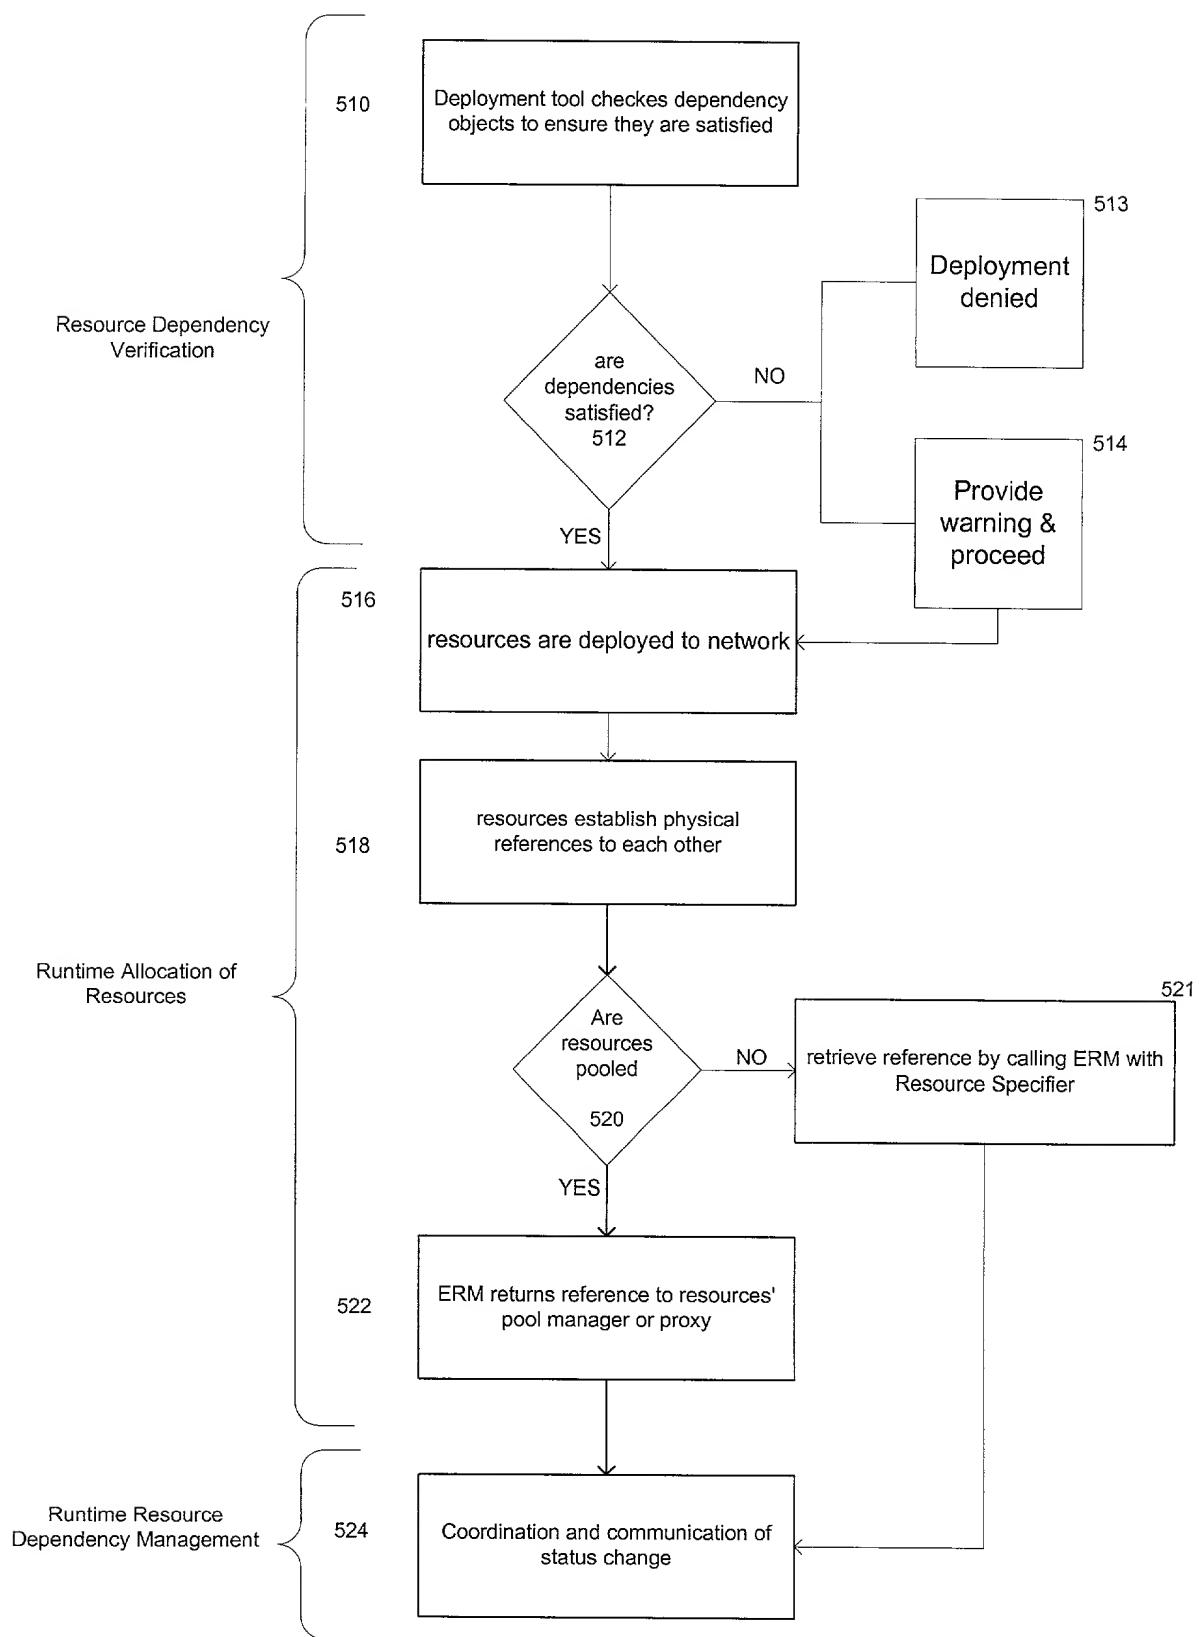 510
Deployment tool checkes dependency
objects to ensure they are satisfied
513
Deployment
denied
Resource Dependency
Verification
are
dependencies
satisfied?
512
NO
514
Provide
warning &
proceed
YES
516
resources are deployed to network
518
resources establish physical
references to each other
Runtime Allocation of
Resources
Are
resources
pooled
520
NO
521
retrieve reference by calling ERM with
Resource Specifier
YES
522
ERM returns reference to resources'
pool manager or proxy
Runtime Resource
Dependency Management
524
Coordination and communication of
status change